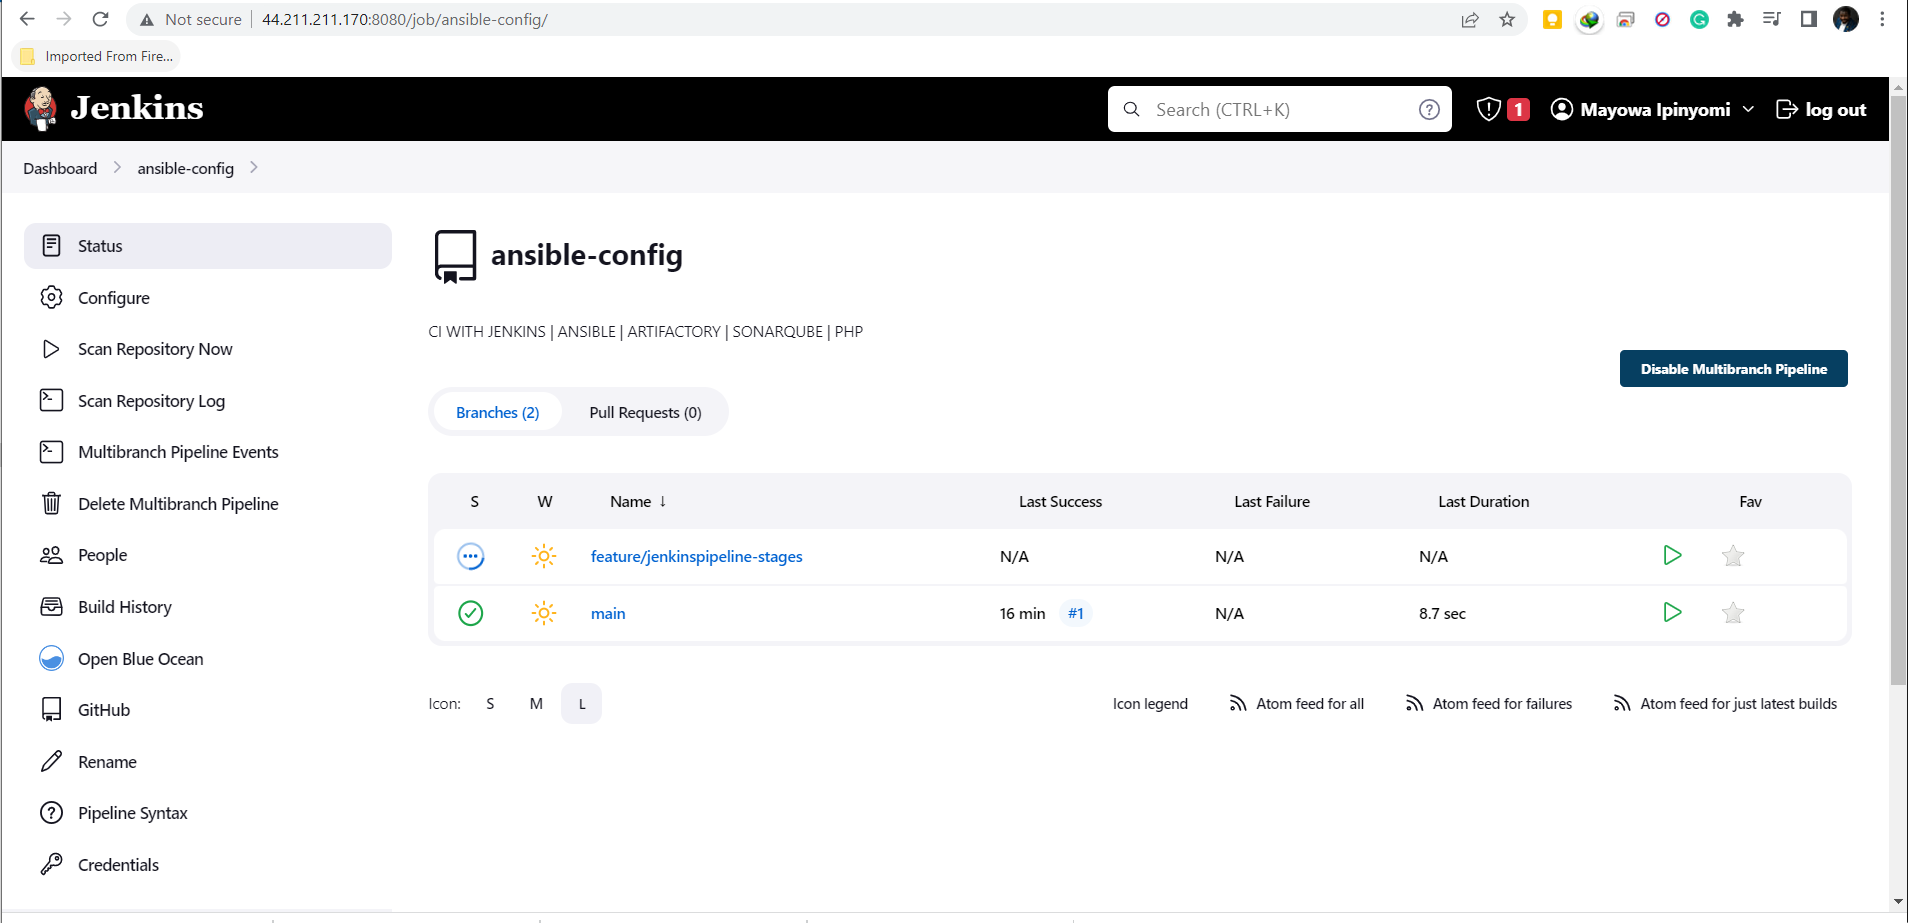 Not secure 44.211.211.170:8080/job/ansible-config/
Imported From Fire...
Jenkins
Search (CTRL+K)
1
Mayowa Ipinyomi
log out
Dashboard
ansible-config
Status
Configure
Scan Repository Now
Scan Repository Log
Multibranch Pipeline Events
Delete Multibranch Pipeline
People
Build History
Open Blue Ocean
GitHub
Rename
Pipeline Syntax
Credentials
ansible-config
CI WITH JENKINS | ANSIBLE | ARTIFACTORY | SONARQUBE | PHP
Disable Multibranch Pipeline
Branches (2) Pull Requests (0)
S W Name ↓ Last Success Last Failure Last Duration Fav
feature/jenkinspipeline-stages N/A N/A N/A
main 16 min #1 N/A 8.7 sec
Icon: S M L
Icon legend Atom feed for all Atom feed for failures Atom feed for just latest builds